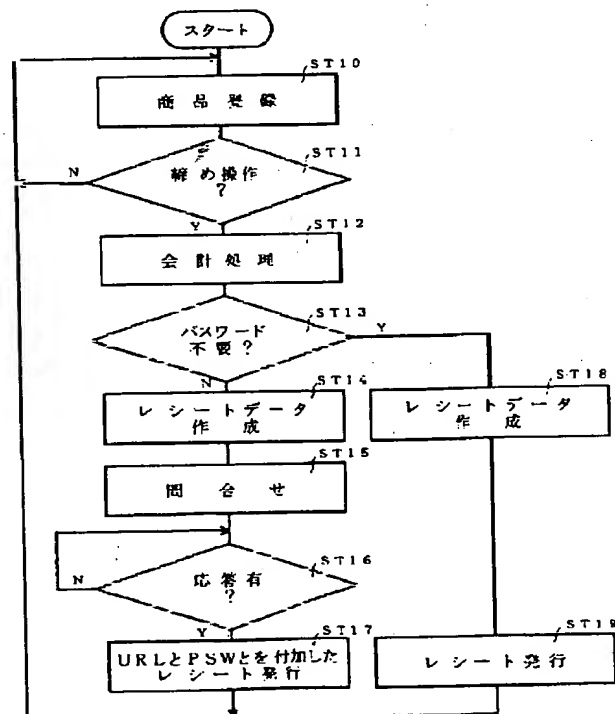 スタート
ST10
商品登録
ST11
締め操作
?
N
Y
ST12
会計処理
ST13
パスワード
不要?
Y
N
ST14
レシートデータ
作成
ST18
レシートデータ
作成
ST15
問合せ
ST16
応答有
?
N
Y
ST17
URLとPSWとを付加した
レシート発行
ST19
レシート発行